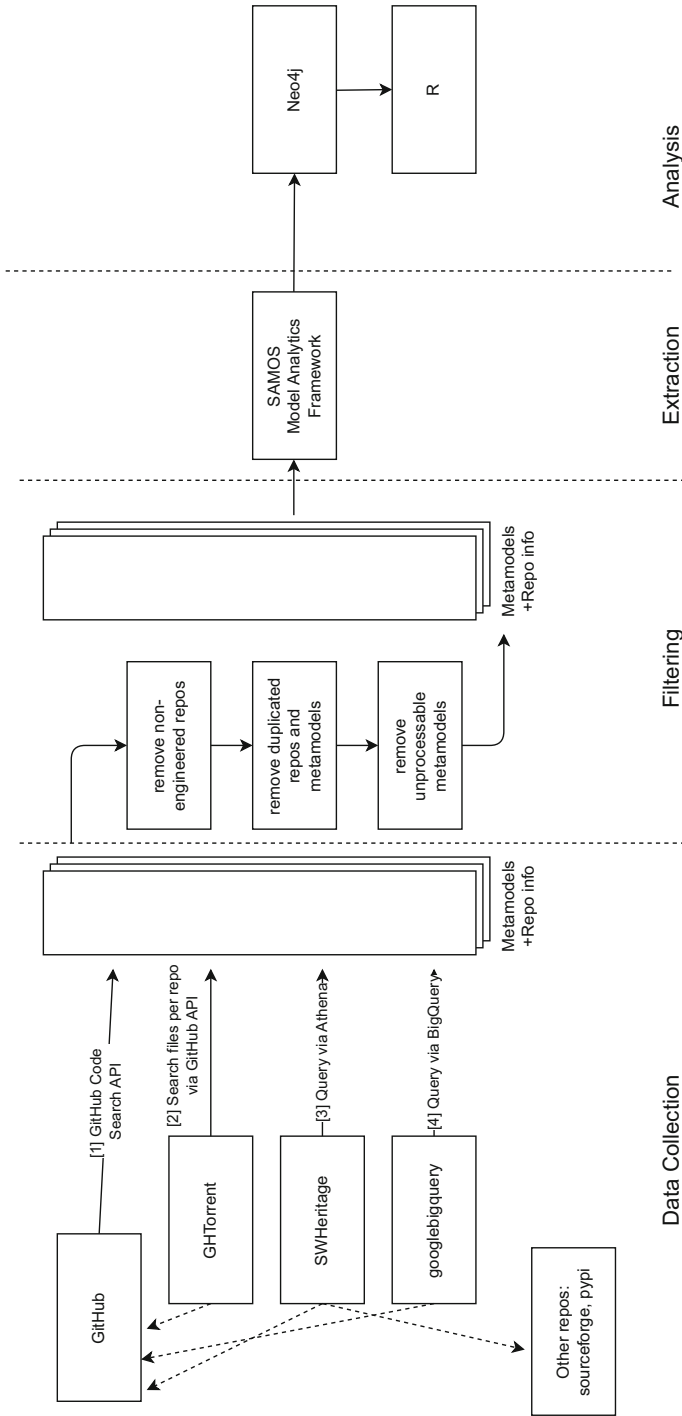 GitHub
[1] GitHub Code
Search API
GHTorrent
[2] Search files per repo
via GitHub API
SWHeritage
[3] Query via Athena
googlebigquery
[4] Query via BigQuery
Other repos:
sourceforge, pypi
Metamodels
+Repo info
Data Collection
remove non-
engineered repos
remove duplicated
repos and
metamodels
remove
unprocessable
metamodels
Metamodels
+Repo info
Filtering
SAMOS
Model Analytics
Framework
Extraction
Neo4j
R
Analysis